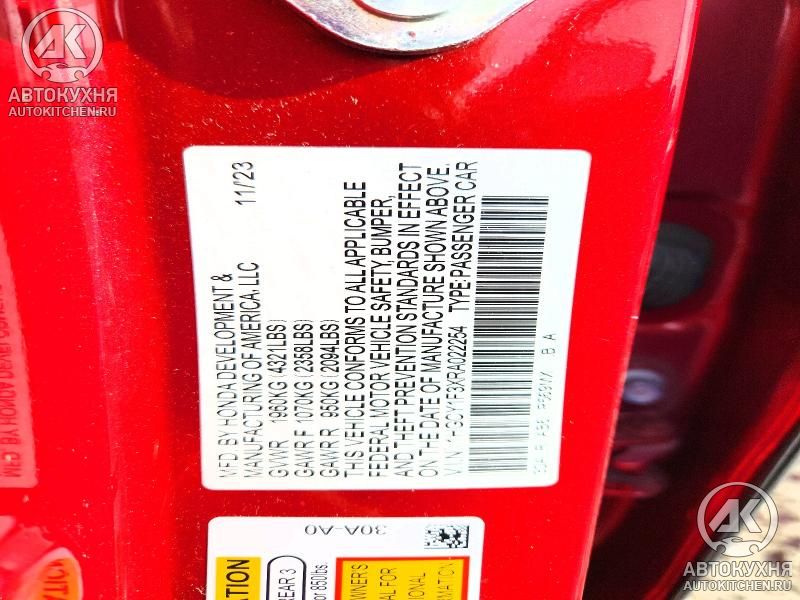 АВТОКУХНЯ
AUTOKITCHEN.RU
MFD. BY HONDA DEVELOPMENT & 11/23
MANUFACTURING OF AMERICA, LLC
GVWR 1960KG (4321LBS)
GAWR F 1070KG (2358LBS)
GAWR R 950KG (2094LBS)
THIS VEHICLE CONFORMS TO ALL APPLICABLE
FEDERAL MOTOR VEHICLE SAFETY, BUMPER,
AND THEFT PREVENTION STANDARDS IN EFFECT
ON THE DATE OF MANUFACTURE SHOWN ABOVE.
TYPE:PASSENGER CAR
30A-A0
REAR 3
АВТОКУХНЯ
AUTOKITCHEN.RU